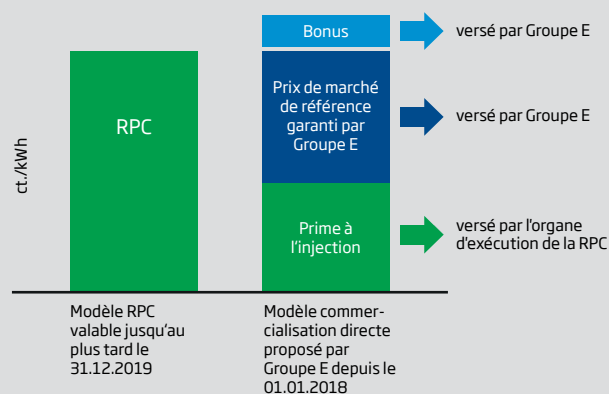 ct./kWh
RPC
Bonus
Prix de marché
de référence
garanti par
Groupe E
Prime à
l'injection
versé par Groupe E
versé par Groupe E
versé par l'organe
d'exécution de la RPC
Modèle RPC
valable jusqu'au
plus tard le
31.12.2019
Modèle commer-
cialisation directe
proposé par
Groupe E depuis le
01.01.2018